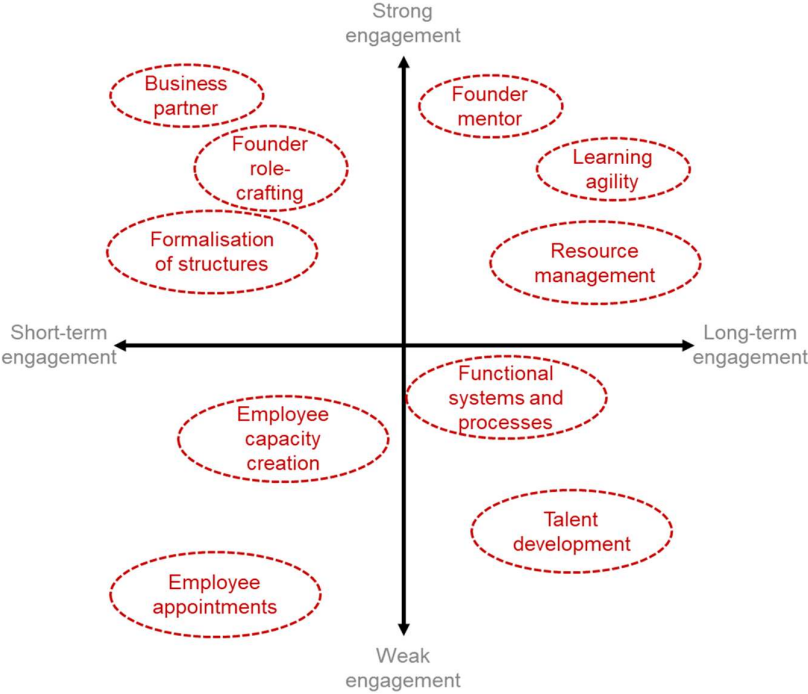 Strong
engagement
Business
partner
Founder
mentor
Founder
role-
crafting
Learning
agility
Formalisation
of structures
Resource
management
Short-term
engagement
Long-term
engagement
Functional
systems and
processes
Employee
capacity
creation
Talent
development
Employee
appointments
Weak
engagement